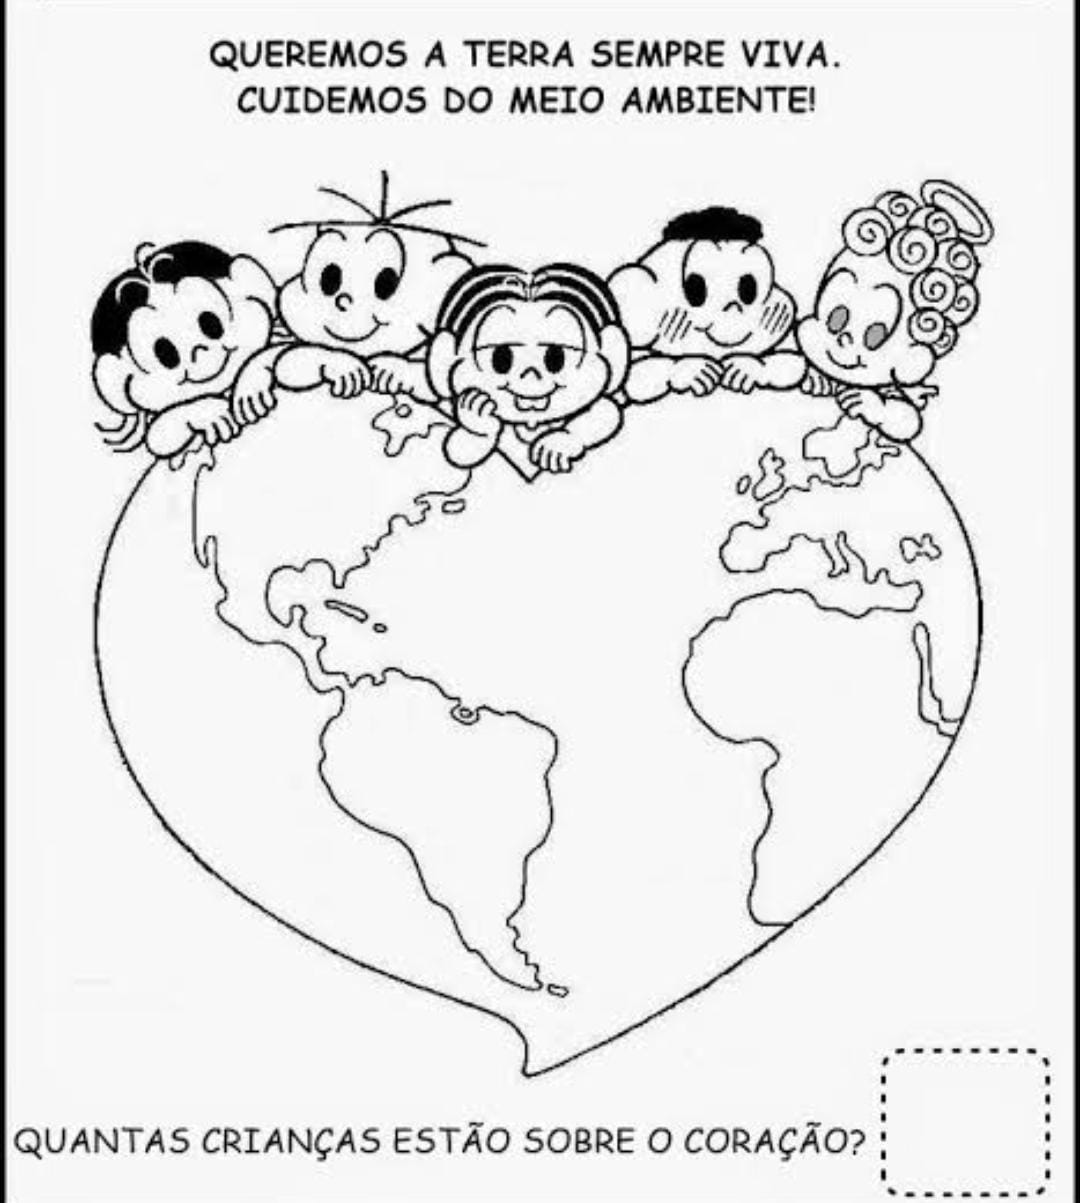 QUEREMOS A TERRA SEMPRE VIVA.
CUIDEMOS DO MEIO AMBIENTE!
QUANTAS CRIANÇAS ESTÃO SOBRE O CORAÇÃO?